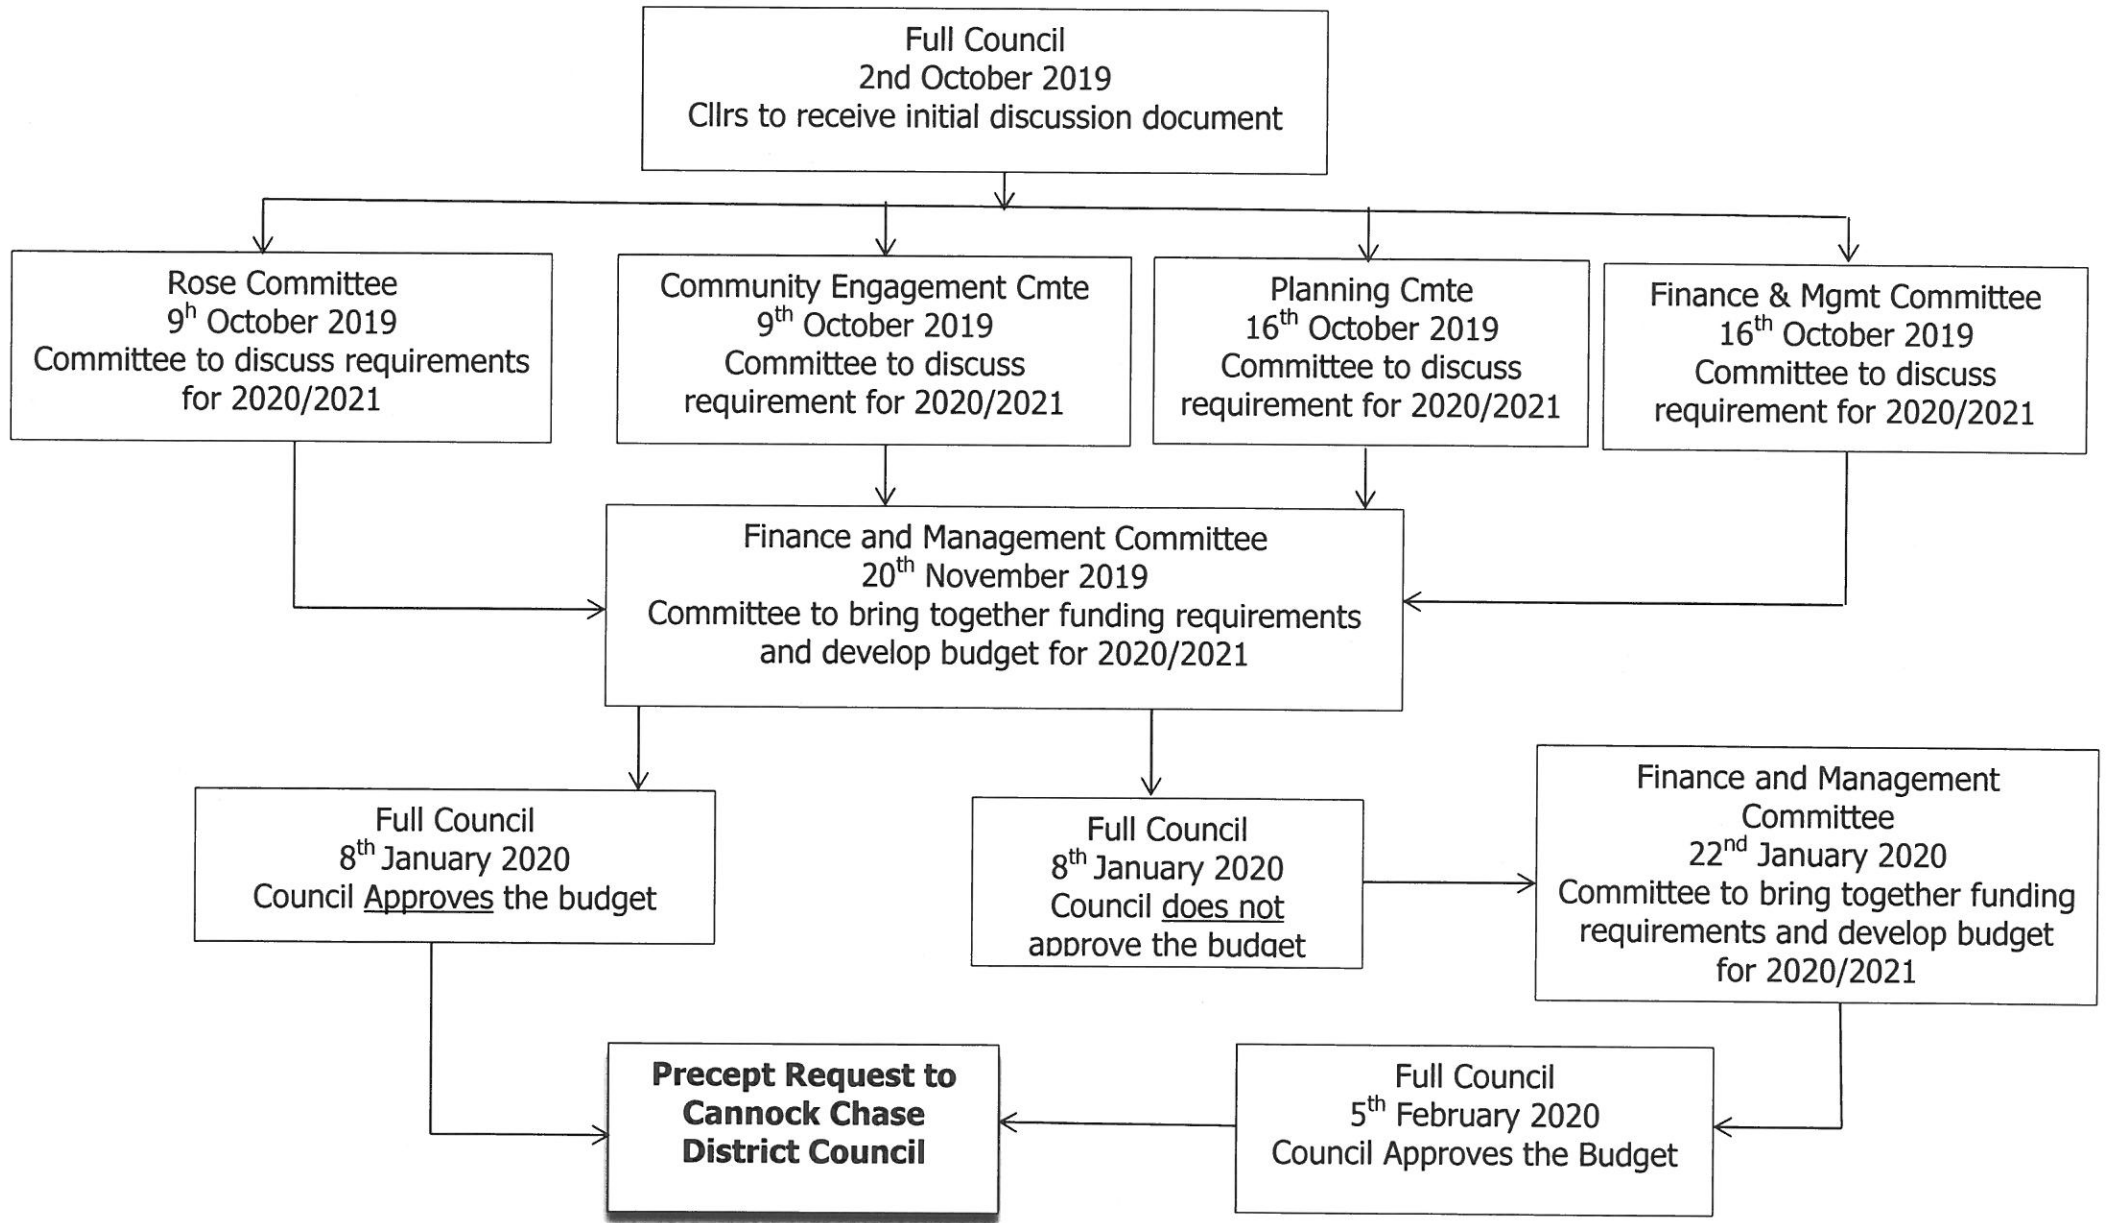 Full Council
2nd October 2019
Cllrs to receive initial discussion document
Rose Committee
9h October 2019
Committee to discuss requirements
for 2020/2021
Community Engagement Cmte
9th October 2019
Committee to discuss
requirement for 2020/2021
Planning Cmte
16th October 2019
Committee to discuss
requirement for 2020/2021
Finance & Mgmt Committee
16th October 2019
Committee to discuss
requirement for 2020/2021
Finance and Management Committee
20th November 2019
Committee to bring together funding requirements
and develop budget for 2020/2021
Full Council
8th January 2020
Council Approves the budget
Full Council
8th January 2020
Council does not
approve the budget
Finance and Management
Committee
22nd January 2020
Committee to bring together funding
requirements and develop budget
for 2020/2021
Precept Request to
Cannock Chase
District Council
Full Council
5th February 2020
Council Approves the Budget